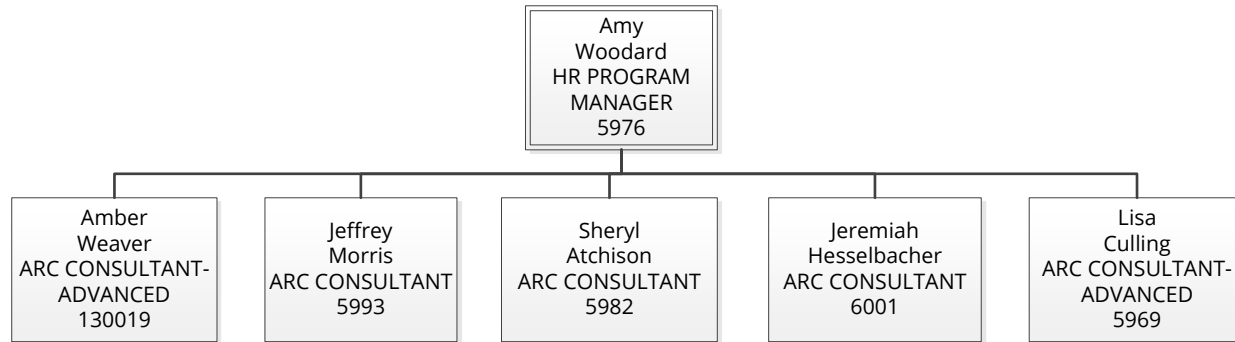 Amy
Woodard
HR PROGRAM
MANAGER
5976
Amber
Weaver
ARC CONSULTANT-
ADVANCED
130019
Jeffrey
Morris
ARC CONSULTANT
5993
Sheryl
Atchison
ARC CONSULTANT
5982
Jeremiah
Hesselbacher
ARC CONSULTANT
6001
Lisa
Culling
ARC CONSULTANT-
ADVANCED
5969